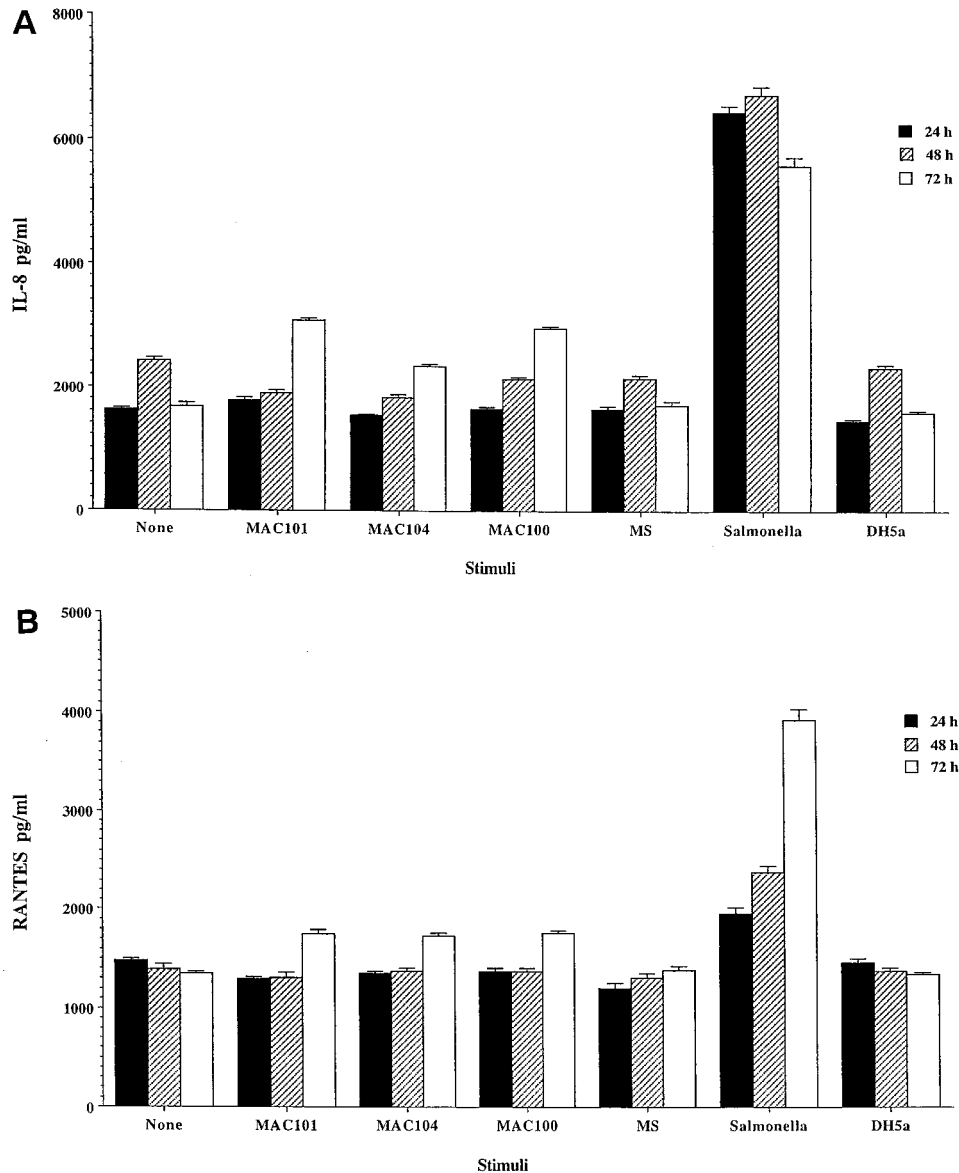 A
8000
6000
4000
2000
0
IL-8 pg/ml
24 h
48 h
72 h
None MAC101 MAC104 MAC100 MS Salmonella DH5a
Stimuli
B
5000
4000
3000
2000
1000
0
RANTES pg/ml
24 h
48 h
72 h
None MAC101 MAC104 MAC100 MS Salmonella DH5a
Stimuli